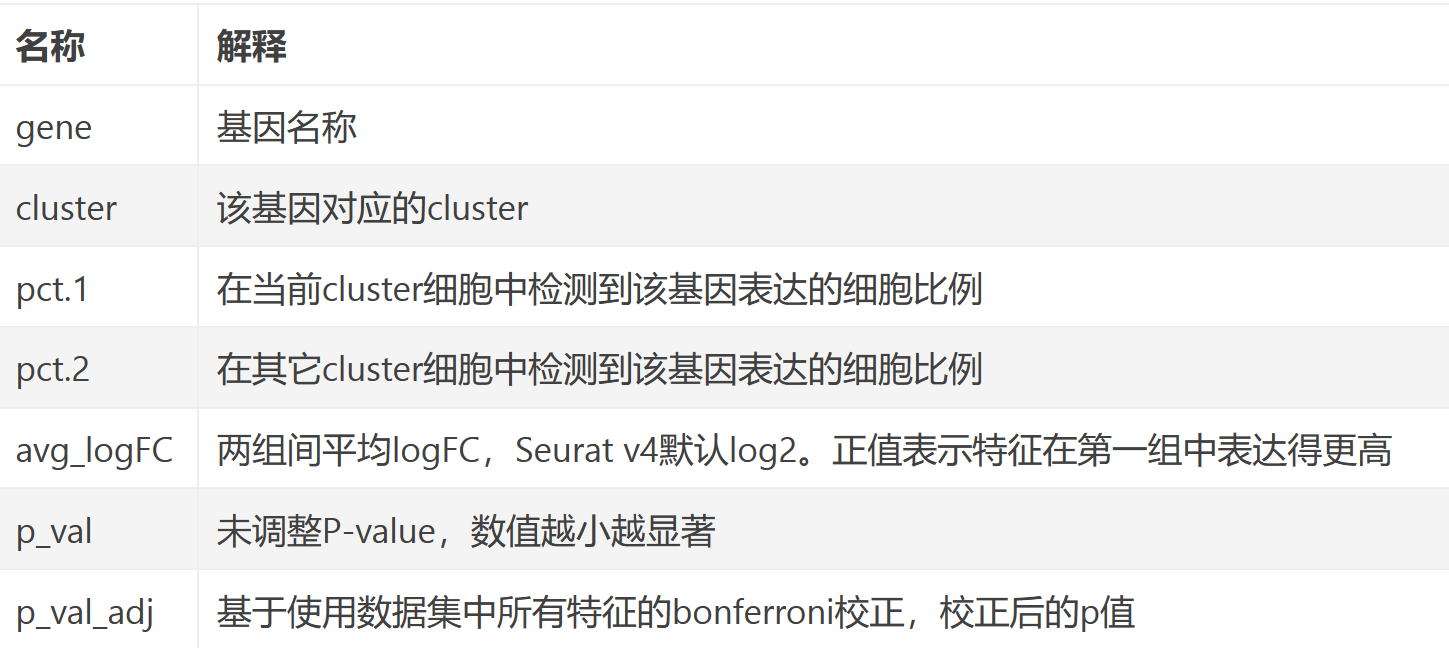 名称 解释
gene 基因名称
cluster 该基因对应的cluster
pct.1 在当前cluster细胞中检测到该基因表达的细胞比例
pct.2 在其它cluster细胞中检测到该基因表达的细胞比例
avg_logFC 两组间平均logFC，Seurat v4默认log2。正值表示特征在第一组中表达得更高
p_val 未调整P-value，数值越小越显著
p_val_adj 基于使用数据集中所有特征的bonferroni校正，校正后的p值